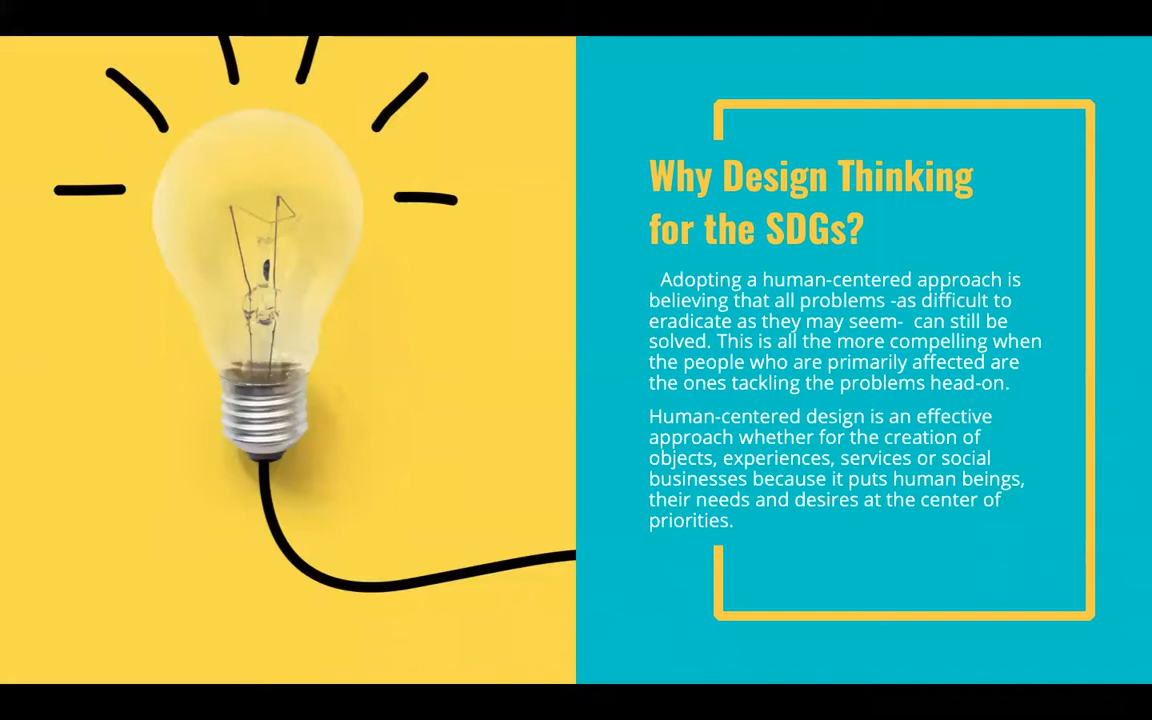 Why Design Thinking
for the SDGs?
Adopting a human-centered approach is
believing that all problems -as difficult to
eradicate as they may seem-  can still be
solved. This is all the more compelling when
the people who are primarily affected are
the ones tackling the problems head-on.
Human-centered design is an effective
approach whether for the creation of
objects, experiences, services or social
businesses because it puts human beings,
their needs and desires at the center of
priorities.